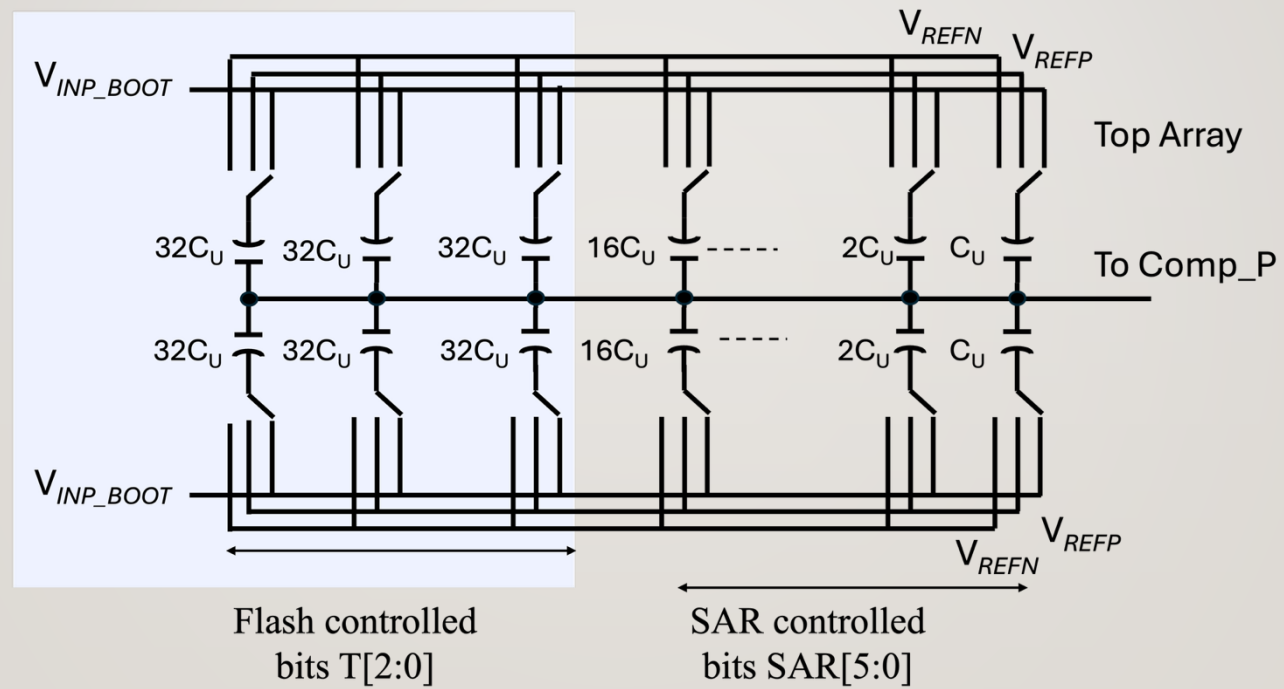 V_REFN
V_REFP
V_INP_BOOT
Top Array
32C_U 32C_U 32C_U 16C_U 2C_U C_U
To Comp_P
32C_U 32C_U 32C_U 16C_U 2C_U C_U
V_INP_BOOT
V_REFP
V_REFN
Flash controlled
bits T[2:0]
SAR controlled
bits SAR[5:0]